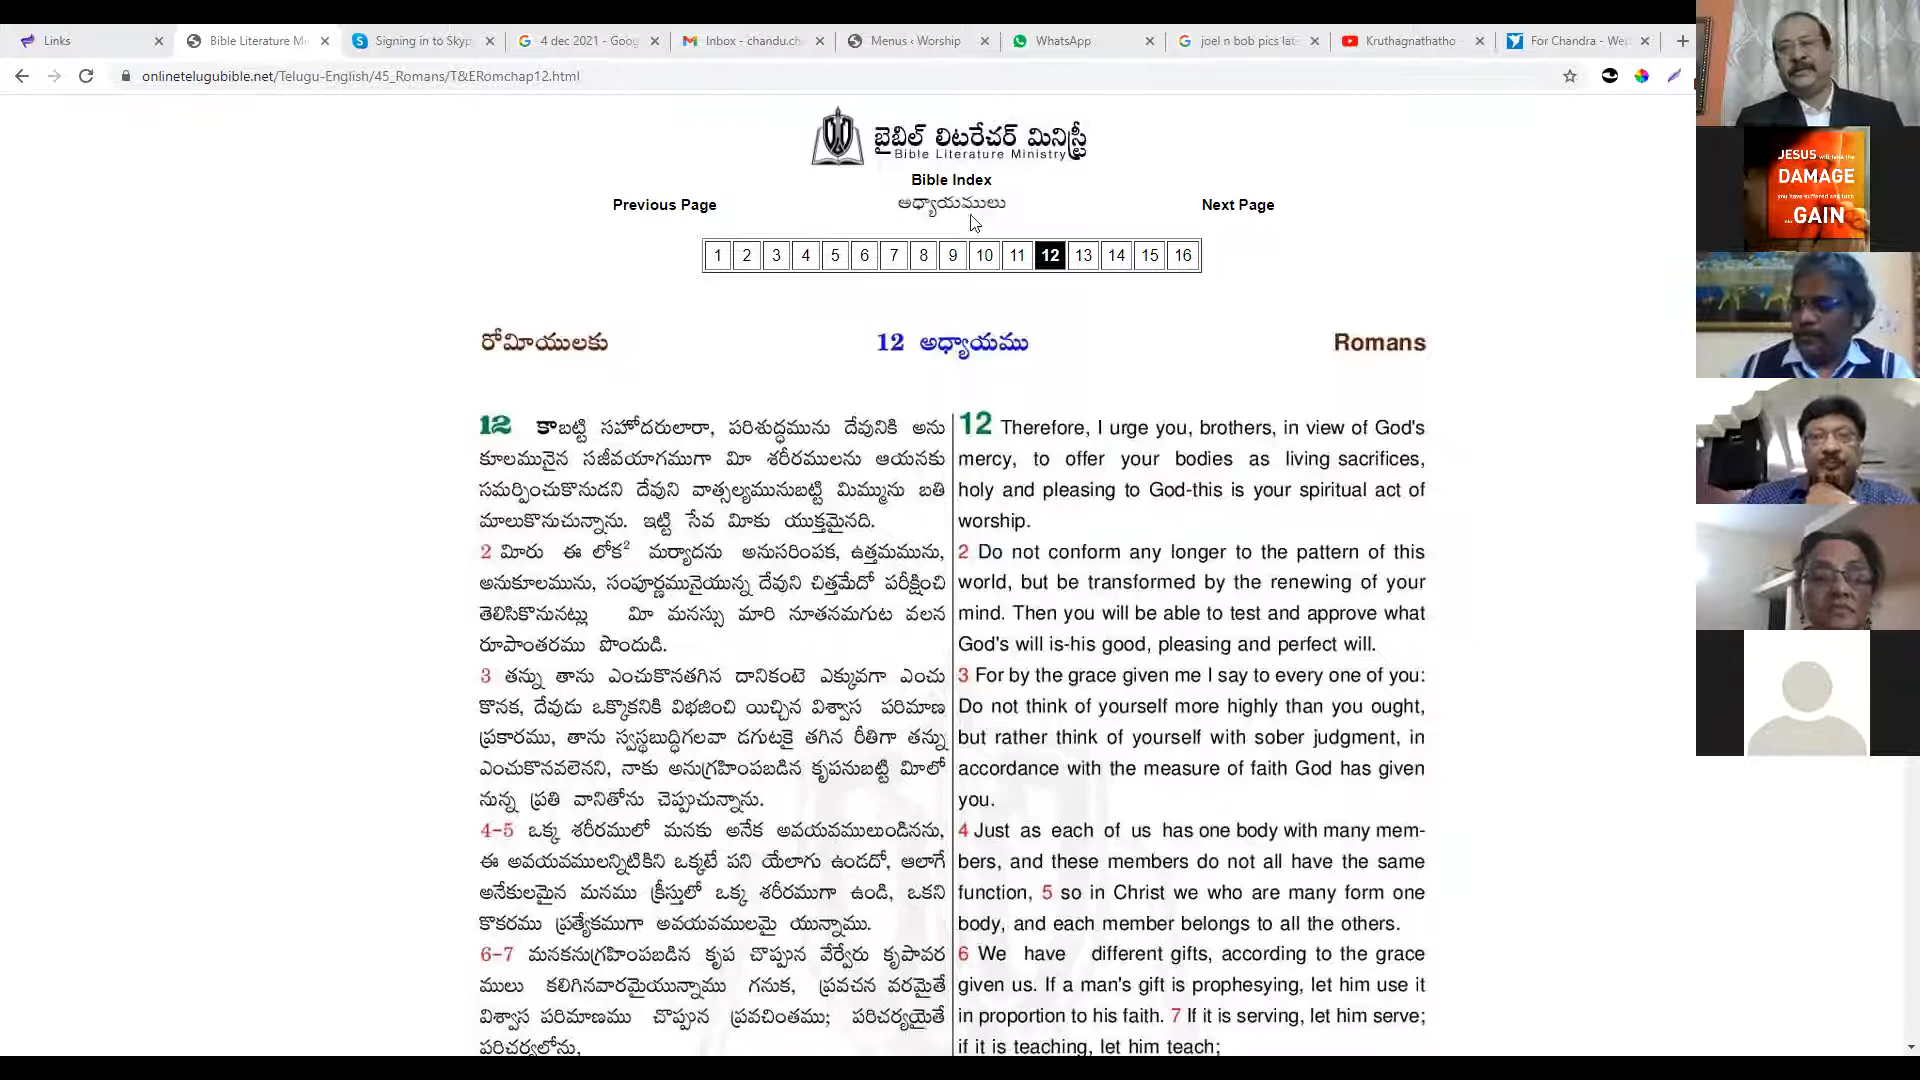 Links
Bible Literature Mi
Signing in to Skyp
4 dec 2021 - Goog
Inbox - chandu.ch
Menus ‹ Worship
WhatsApp
joel n bob pics lat
Kruthagnathatho -
For Chandra - We
onlinetelugubible.net/Telugu-English/45_Romans/T&ERomchap12.html
బైబిల్ లిటరేచర్ మినిస్ట్రీ
Bible Literature Ministry
Bible Index
Previous Page
అధ్యాయములు
Next Page
1 2 3 4 5 6 7 8 9 10 11 12 13 14 15 16
రోమీయులకు
12 అధ్యాయము
Romans
12 కాబట్టి సహోదరులారా, పరిశుద్ధమును దేవునికి అను
కూలమునైన సజీవయాగముగా మీ శరీరములను ఆయనకు
సమర్పించుకొనుడని దేవుని వాత్సల్యమునుబట్టి మిమ్మును బతి
మాలుకొనుచున్నాను. ఇట్టి సేవ మీకు యుక్తమైనది.
2 మీరు ఈ లోక² మర్యాదను అనుసరింపక, ఉత్తమమును,
అనుకూలమును, సంపూర్ణమునైయున్న దేవుని చిత్తమేదో పరీక్షించి
తెలిసికొనునట్లు మీ మనస్సు మారి నూతనమగుట వలన
రూపాంతరము పొందుడి.
3 తన్ను తాను ఎంచుకొనతగిన దానికంటె ఎక్కువగా ఎంచు
కొనక, దేవుడు ఒక్కొకనికి విభజించి యిచ్చిన విశ్వాస పరిమాణ
ప్రకారము, తాను స్వస్థబుద్ధిగలవా డగుటకై తగిన రీతిగా తన్ను
ఎంచుకొనవలెనని, నాకు అనుగ్రహింపబడిన కృపనుబట్టి మీలో
నున్న ప్రతి వానితోను చెప్పుచున్నాను.
4-5 ఒక్క శరీరములో మనకు అనేక అవయవములుండినను,
ఈ అవయవములన్నిటికిని ఒక్కటే పని యేలాగు ఉండదో, ఆలాగే
అనేకులమైన మనము క్రీస్తులో ఒక్క శరీరముగా ఉండి, ఒకని
కొకరము ప్రత్యేకముగా అవయవములమై యున్నాము.
6-7 మనకనుగ్రహింపబడిన కృప చొప్పున వేర్వేరు కృపావర
ములు కలిగినవారమైయున్నాము గనుక, ప్రవచన వరమైతే
విశ్వాస పరిమాణము చొప్పున ప్రవచింతము; పరిచర్యయైతే
పరిచర్యలోను,
12 Therefore, I urge you, brothers, in view of God's
mercy, to offer your bodies as living sacrifices,
holy and pleasing to God-this is your spiritual act of
worship.
2 Do not conform any longer to the pattern of this
world, but be transformed by the renewing of your
mind. Then you will be able to test and approve what
God's will is-his good, pleasing and perfect will.
3 For by the grace given me I say to every one of you:
Do not think of yourself more highly than you ought,
but rather think of yourself with sober judgment, in
accordance with the measure of faith God has given
you.
4 Just as each of us has one body with many mem-
bers, and these members do not all have the same
function, 5 so in Christ we who are many form one
body, and each member belongs to all the others.
6 We have different gifts, according to the grace
given us. If a man's gift is prophesying, let him use it
in proportion to his faith. 7 If it is serving, let him serve;
if it is teaching, let him teach;
JESUS will take the
DAMAGE
you have suffered and turn
...GAIN